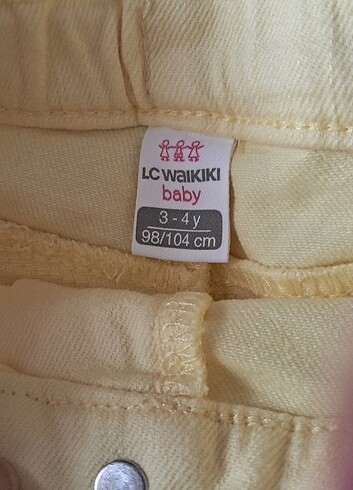 LC WAIKIKI
baby
3 - 4 y
98/104 cm